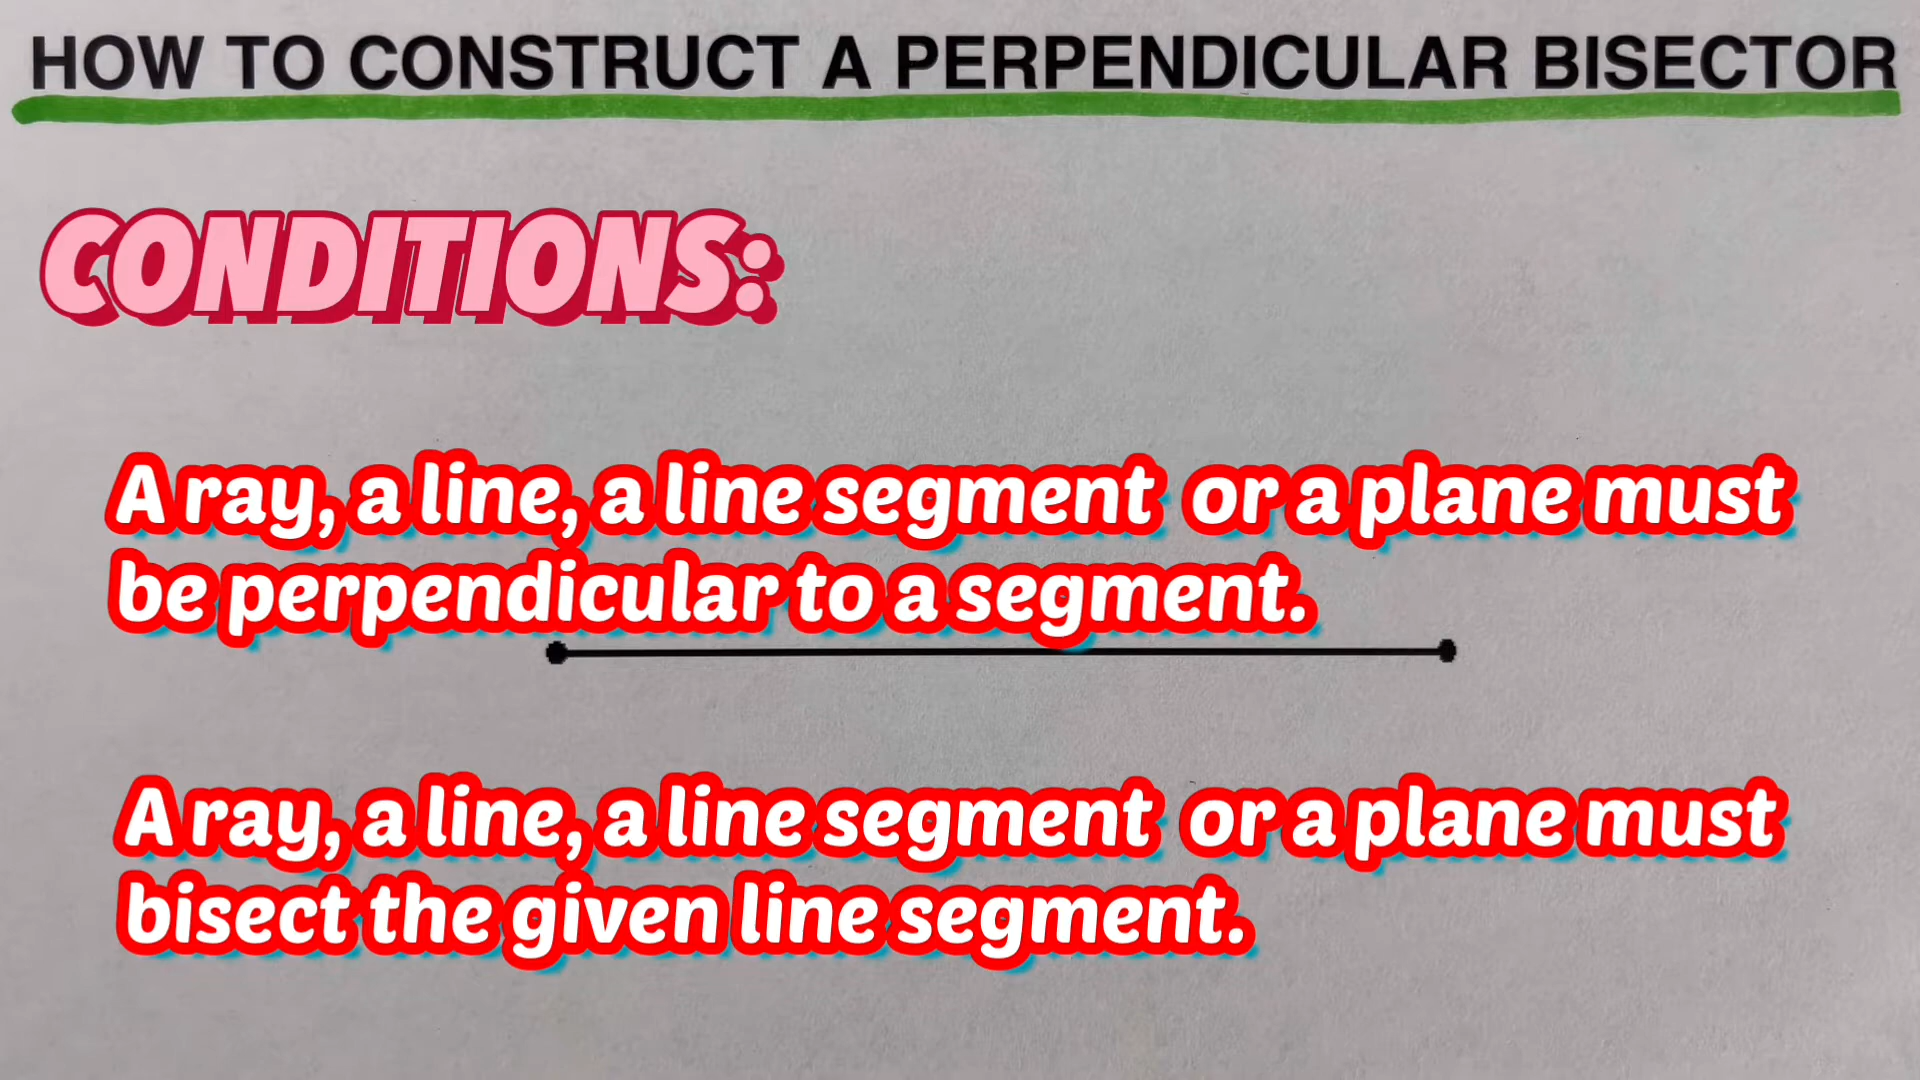 HOW TO CONSTRUCT A PERPENDICULAR BISECTOR
CONDITIONS:
A ray, a line, a line segment or a plane must
be perpendicular to a segment.
A ray, a line, a line segment or a plane must
bisect the given line segment.